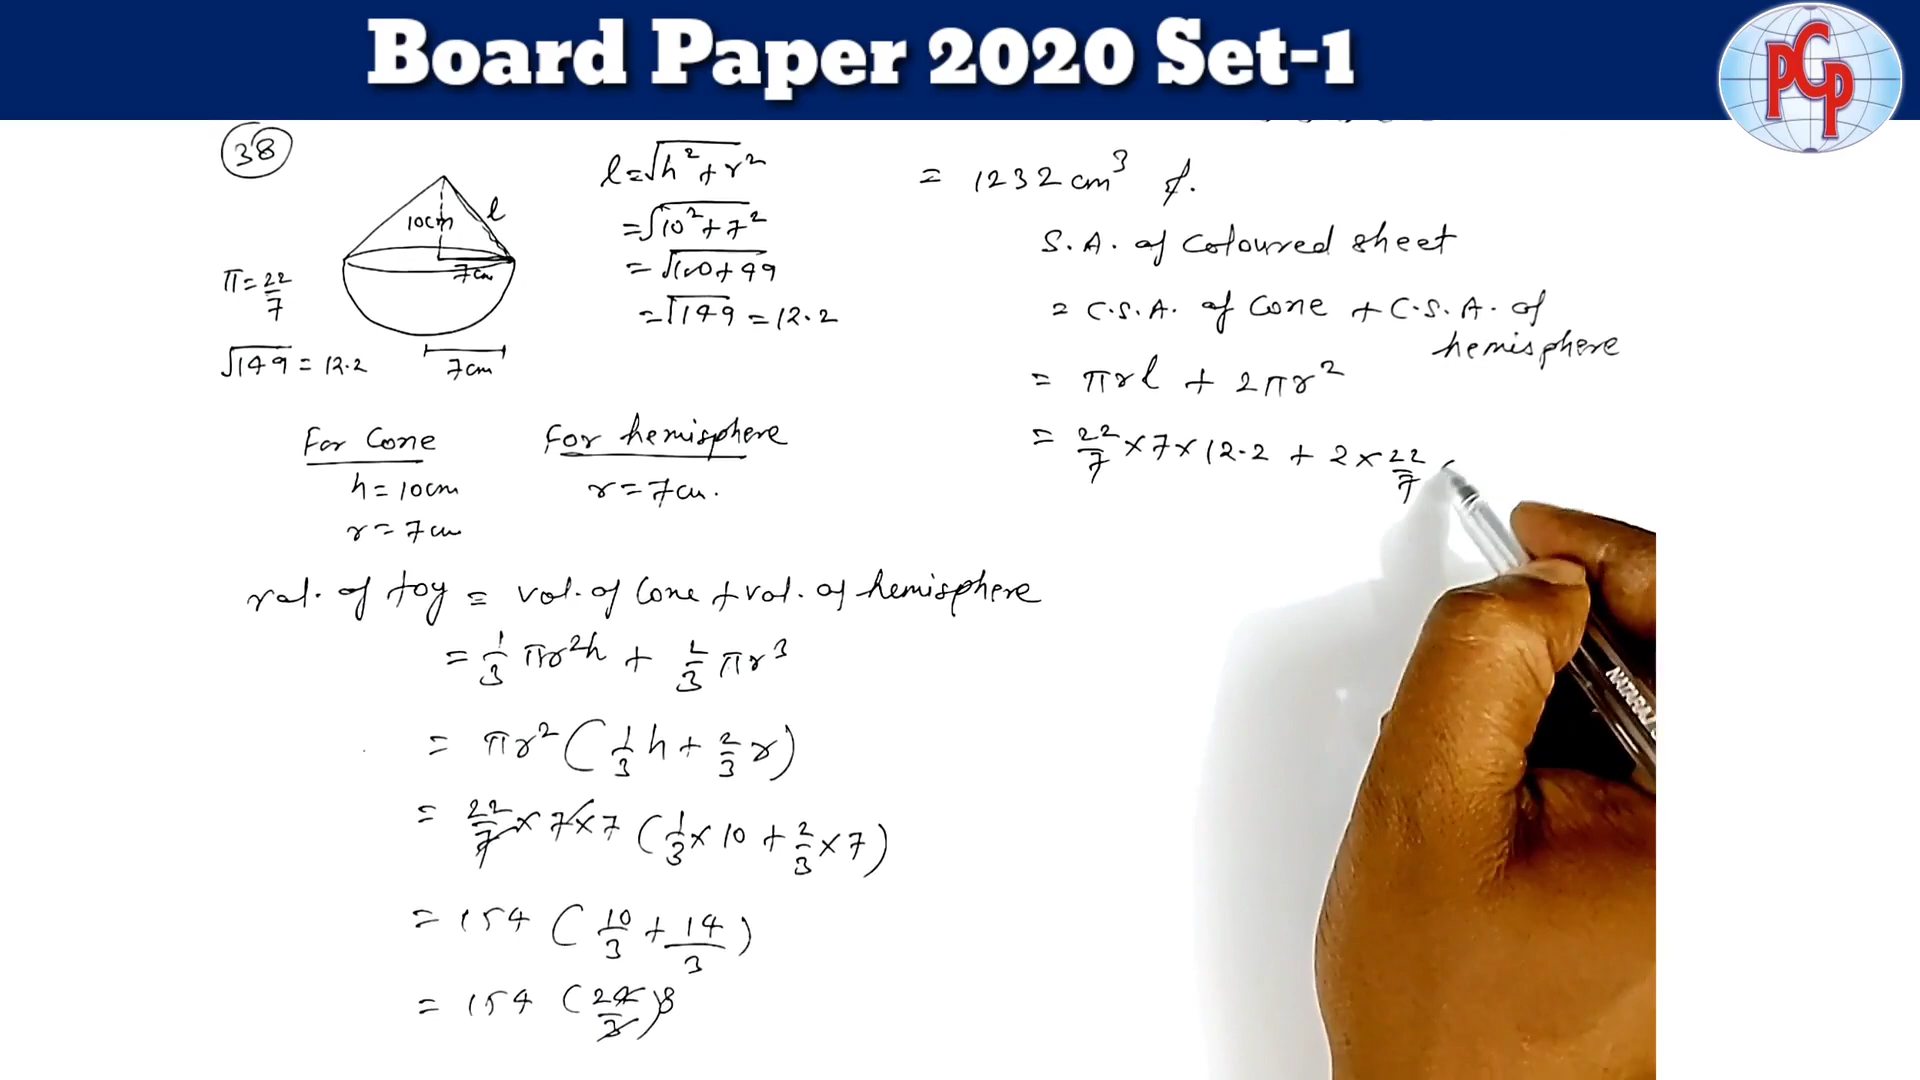 Board Paper 2020 Set-1
PCP
38
10cm
l
7cm
π = 22/7
√149 = 12.2
7cm
l = √h² + r²
= √10² + 7²
= √100 + 49
= √149 = 12.2
For Cone
h = 10cm
r = 7cm
For hemisphere
r = 7cm.
vol. of toy = vol. of Cone + vol. of hemisphere
= 1/3 πr²h + 2/3 πr³
= πr² ( 1/3 h + 2/3 r )
= 22/7 × 7 × 7 ( 1/3 × 10 + 2/3 × 7 )
= 154 ( 10/3 + 14/3 )
= 154 ( 24/3 ) 8
= 1232 cm³
S.A. of Coloured sheet
= C.S.A. of Cone + C.S.A. of
hemisphere
= πrl + 2πr²
= 22/7 × 7 × 12.2 + 2 × 22/7
NATARAJ